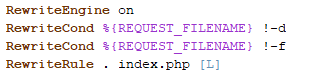 RewriteEngine on
RewriteCond %{REQUEST_FILENAME} !-d
RewriteCond %{REQUEST_FILENAME} !-f
RewriteRule . index.php [L]